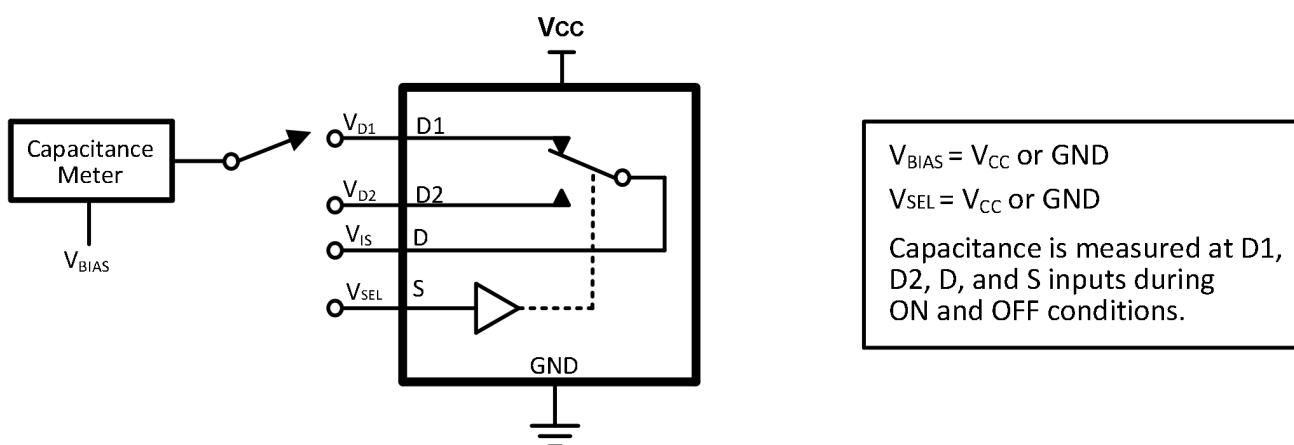 Vcc
Capacitance
Meter
VBIAS
VD1
D1
VD2
D2
VIS
D
VSEL
S
GND
VBIAS = VCC or GND
VSEL = VCC or GND
Capacitance is measured at D1,
D2, D, and S inputs during
ON and OFF conditions.